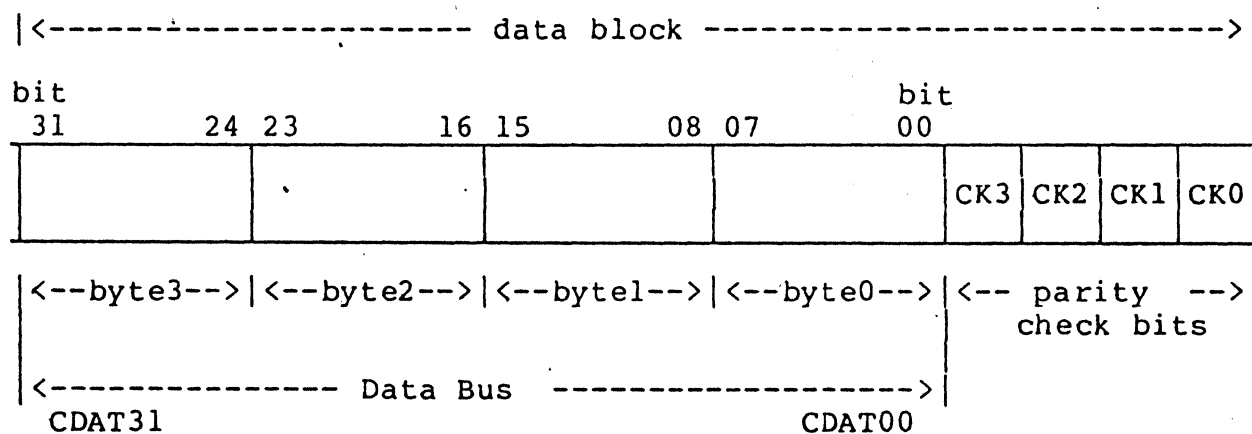 |<---------------------- data block --------------------------->
bit bit
31 24 23 16 15 08 07 00
CK3 CK2 CK1 CK0
|<--byte3-->|<--byte2-->|<--byte1-->|<--byte0-->|<-- parity -->
check bits
|<--------------- Data Bus ----------------->|
CDAT31 CDAT00